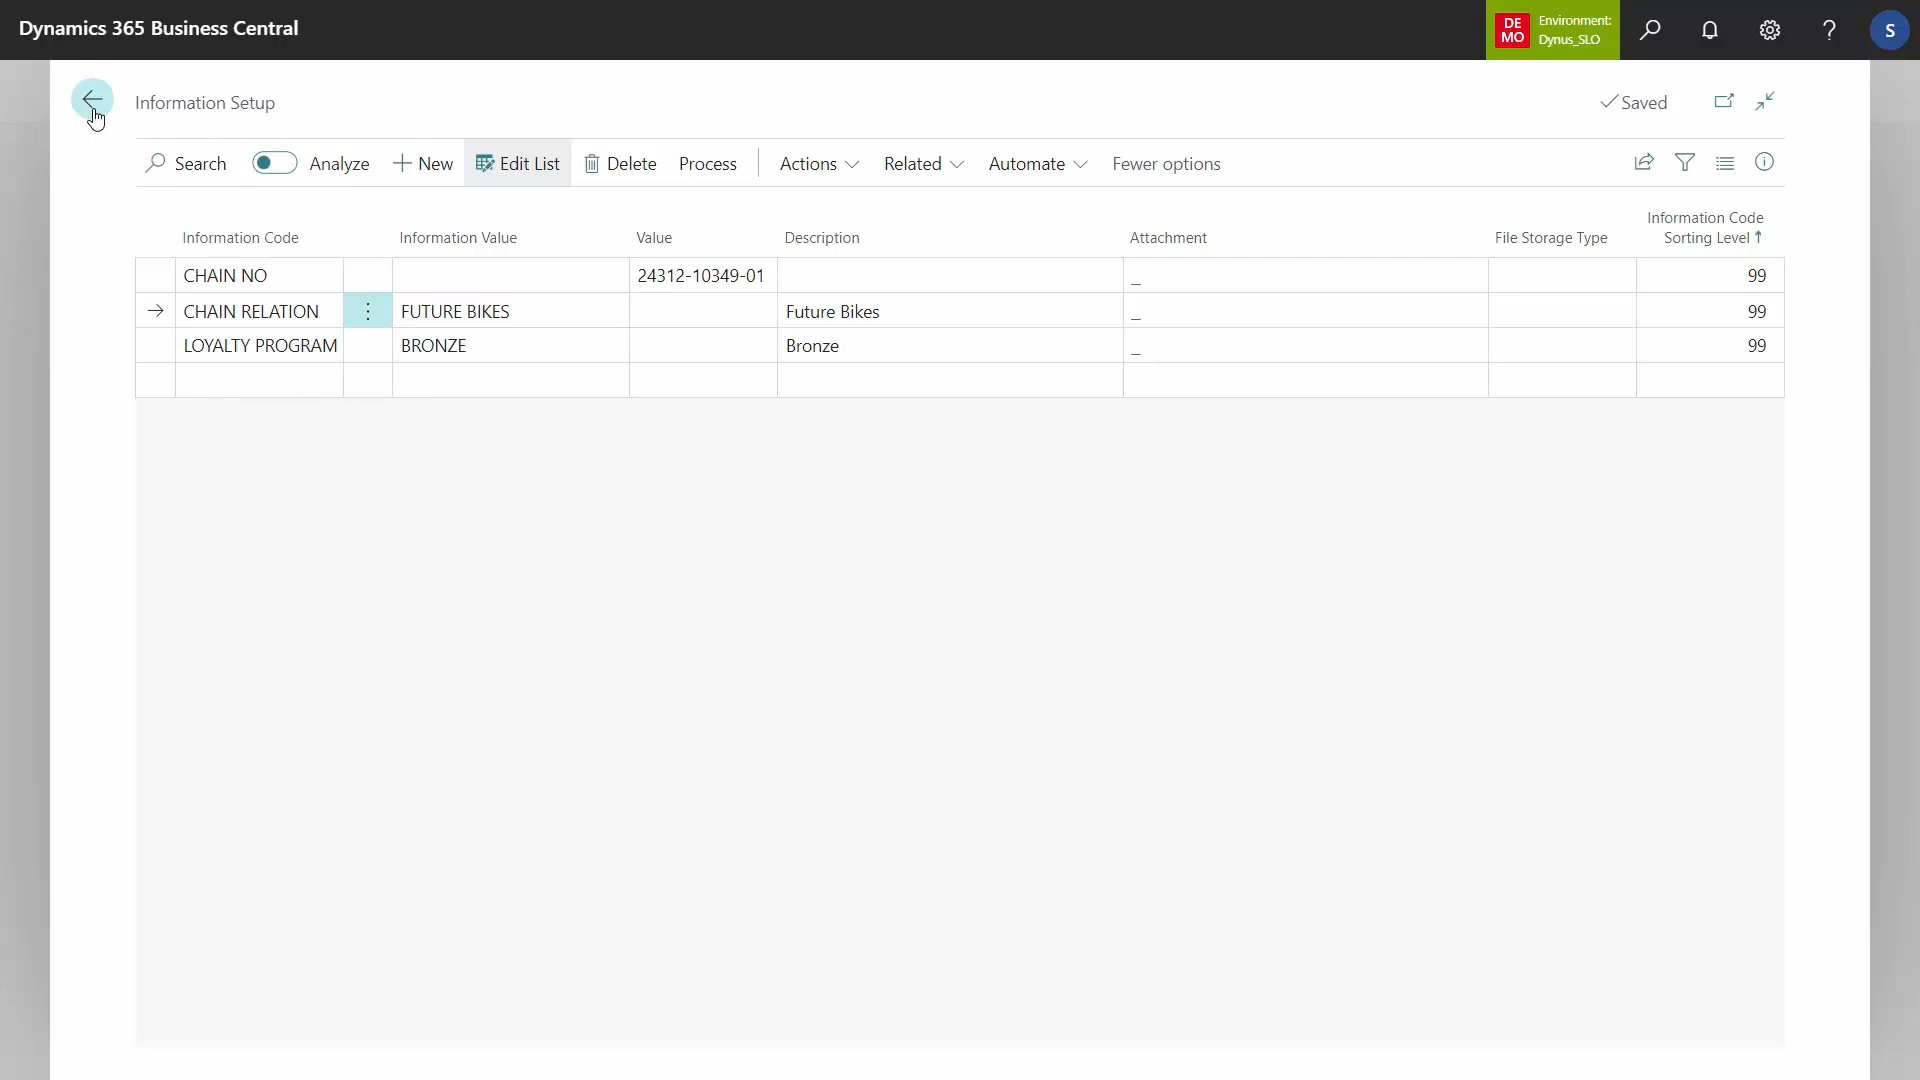 Dynamics 365 Business Central
DE
MO
Environment:
Dynus_SLO
?
S
Information Setup
Saved
Search
Analyze
New
Edit List
Delete
Process
Actions
Related
Automate
Fewer options
Information Code
Information Value
Value
Description
Attachment
File Storage Type
Information Code
Sorting Level ↑
CHAIN NO 24312-10349-01 _ 99
→ CHAIN RELATION ⋮ FUTURE BIKES Future Bikes _ 99
LOYALTY PROGRAM BRONZE Bronze _ 99